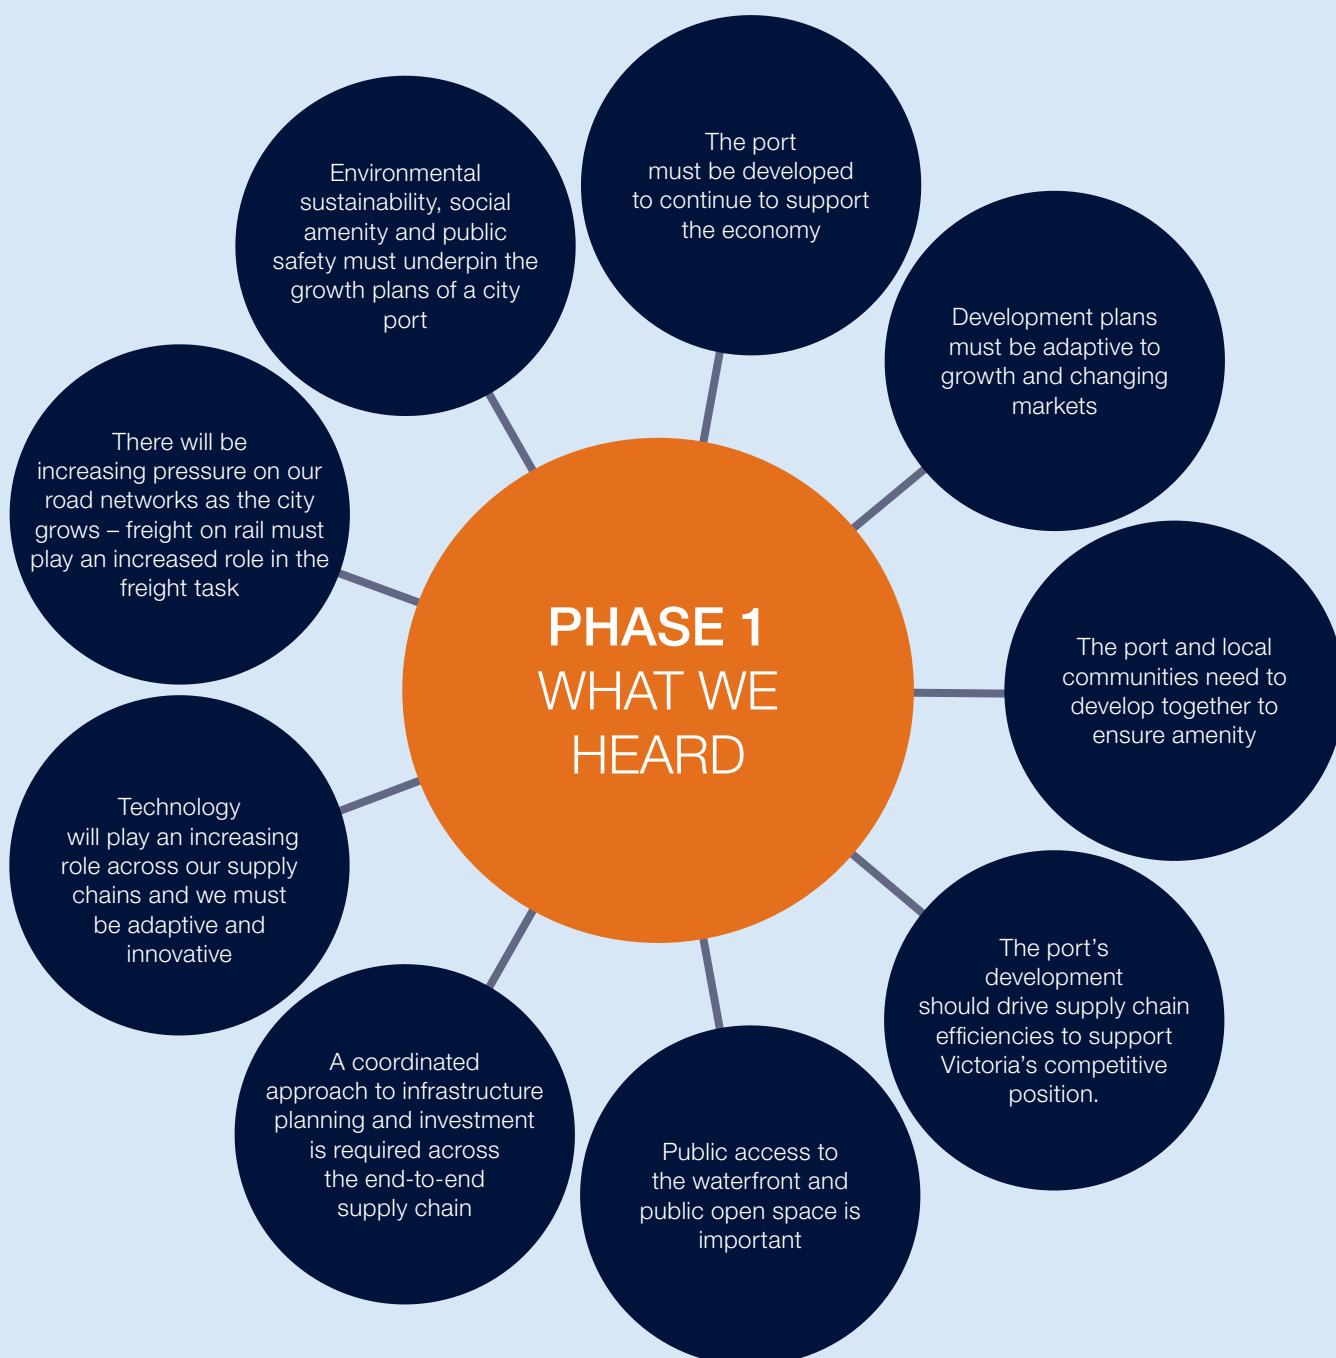 PHASE 1
WHAT WE
HEARD
The port
must be developed
to continue to support
the economy
Development plans
must be adaptive to
growth and changing
markets
The port and local
communities need to
develop together to
ensure amenity
The port’s
development
should drive supply chain
efficiencies to support
Victoria’s competitive
position.
Public access to
the waterfront and
public open space is
important
A coordinated
approach to infrastructure
planning and investment
is required across
the end-to-end
supply chain
Technology
will play an increasing
role across our supply
chains and we must
be adaptive and
innovative
There will be
increasing pressure on our
road networks as the city
grows – freight on rail must
play an increased role in the
freight task
Environmental
sustainability, social
amenity and public
safety must underpin the
growth plans of a city
port